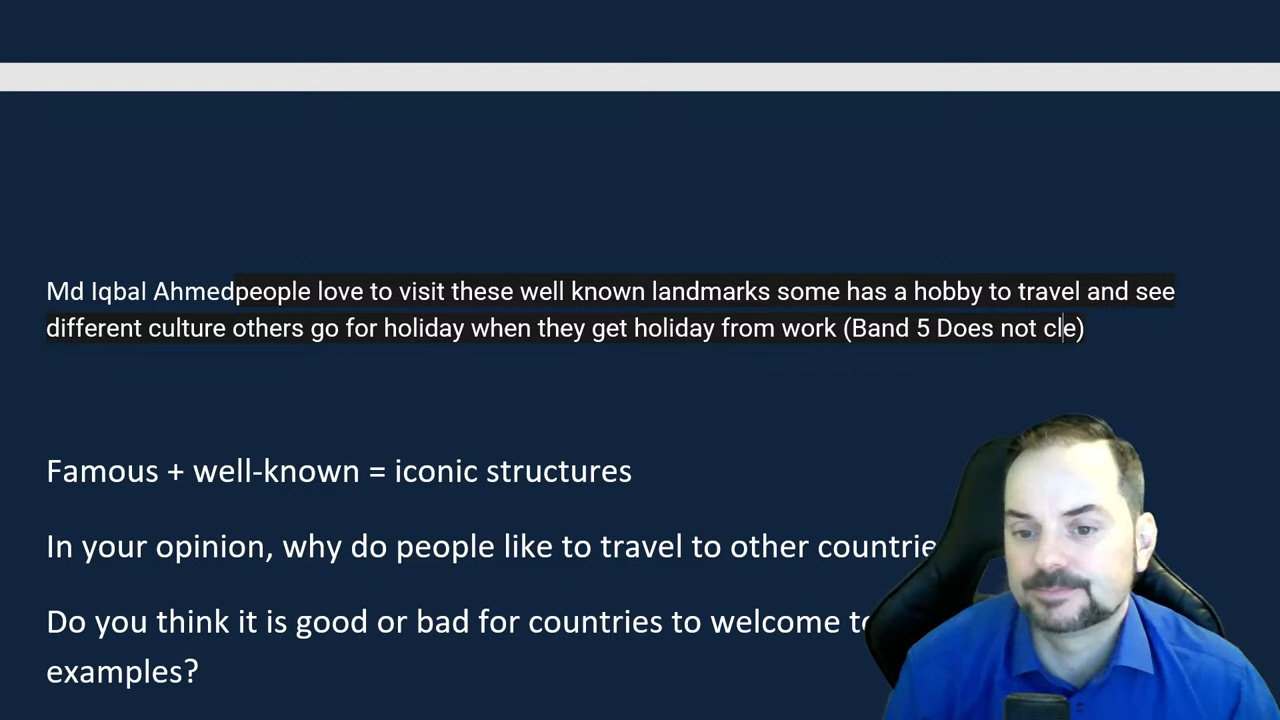 Md Iqbal Ahmedpeople love to visit these well known landmarks some has a hobby to travel and see
different culture others go for holiday when they get holiday from work (Band 5 Does not cle)
Famous + well-known = iconic structures
In your opinion, why do people like to travel to other
Do you think it is good or bad for countries to welcome
examples?